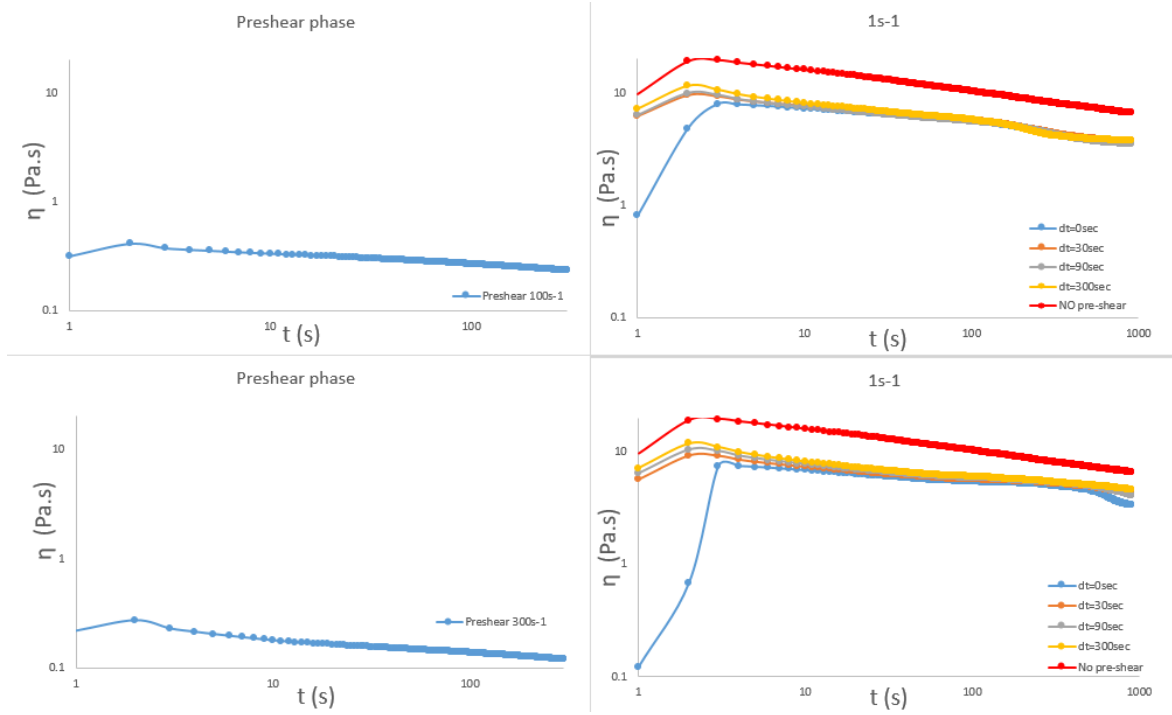 Preshear phase
η (Pa.s)
10
1
0.1
1
10
100
t (s)
Preshear 100s-1
1s-1
η (Pa.s)
10
1
0.1
1
10
100
1000
t (s)
dt=0sec
dt=30sec
dt=90sec
dt=300sec
NO pre-shear
Preshear phase
η (Pa.s)
10
1
0.1
1
10
100
t (s)
Preshear 300s-1
1s-1
η (Pa.s)
10
1
0.1
1
10
100
1000
t (s)
dt=0sec
dt=30sec
dt=90sec
dt=300sec
No pre-shear